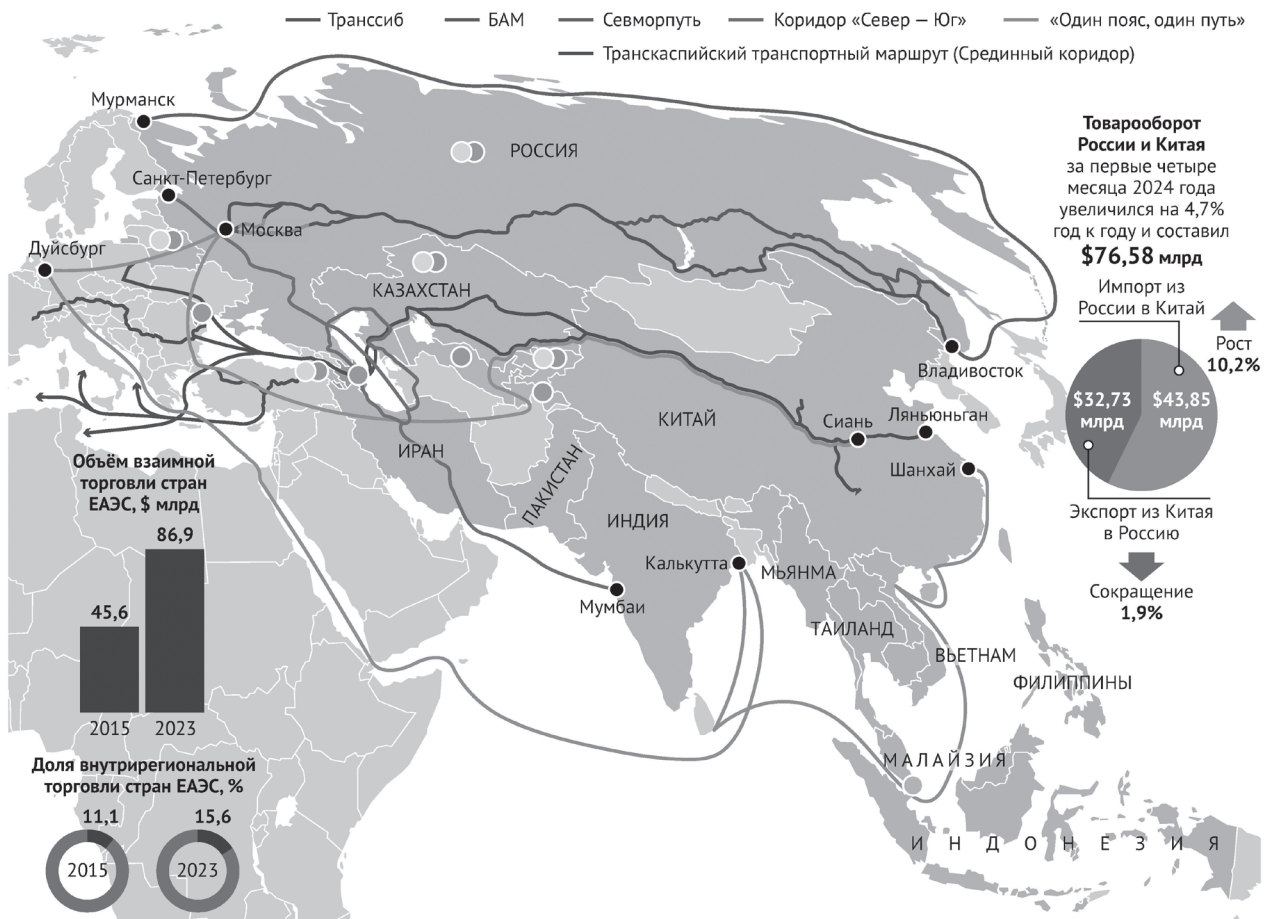 Транссиб
БАМ
Севморпуть
Коридор «Север — Юг»
«Один пояс, один путь»
Транскаспийский транспортный маршрут (Срединный коридор)
Мурманск
Санкт-Петербург
Дуйсбург
Москва
РОССИЯ
КАЗАХСТАН
Владивосток
КИТАЙ
Сиань
Ляньюньган
Шанхай
ИРАН
ПАКИСТАН
ИНДИЯ
Калькутта
МЬЯНМА
Мумбаи
ТАИЛАНД
ВЬЕТНАМ
ФИЛИППИНЫ
МАЛАЙЗИЯ
ИНДОНЕЗИЯ
Товарооборот
России и Китая
за первые четыре
месяца 2024 года
увеличился на 4,7%
год к году и составил
$76,58 млрд
Импорт из
России в Китай
Рост
10,2%
$32,73
млрд
$43,85
млрд
Экспорт из Китая
в Россию
Сокращение
1,9%
Объём взаимной
торговли стран
ЕАЭС, $ млрд
86,9
45,6
2015
2023
Доля внутрирегиональной
торговли стран ЕАЭС, %
11,1
15,6
2015
2023